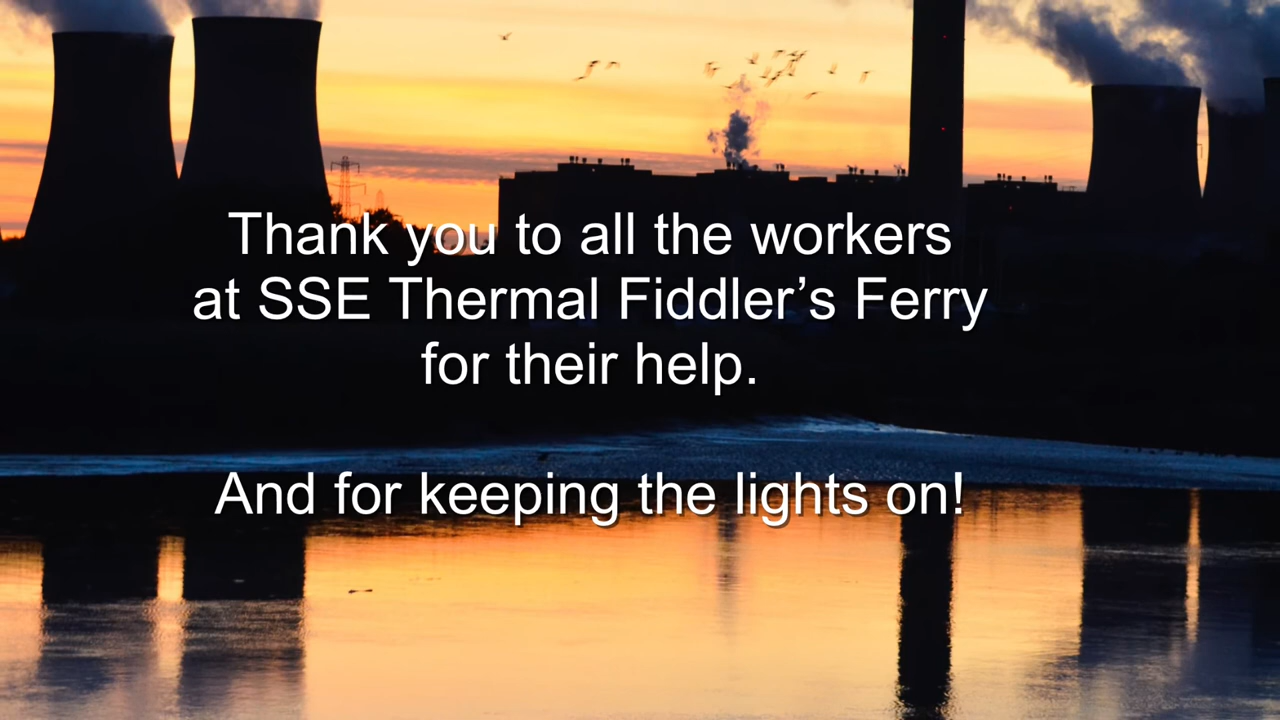 Thank you to all the workers
at SSE Thermal Fiddler’s Ferry
for their help.
And for keeping the lights on!